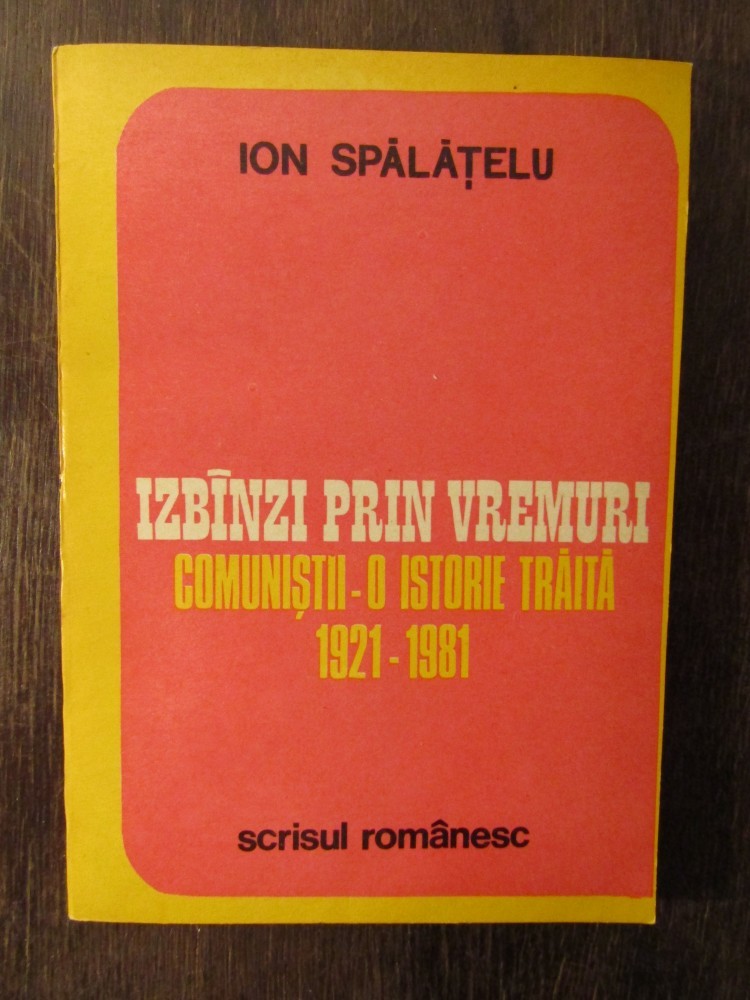 ION SPĂLĂȚELU
IZBÎNZI PRIN VREMURI
COMUNIȘTII - O ISTORIE TRĂITĂ
1921 - 1981
scrisul românesc